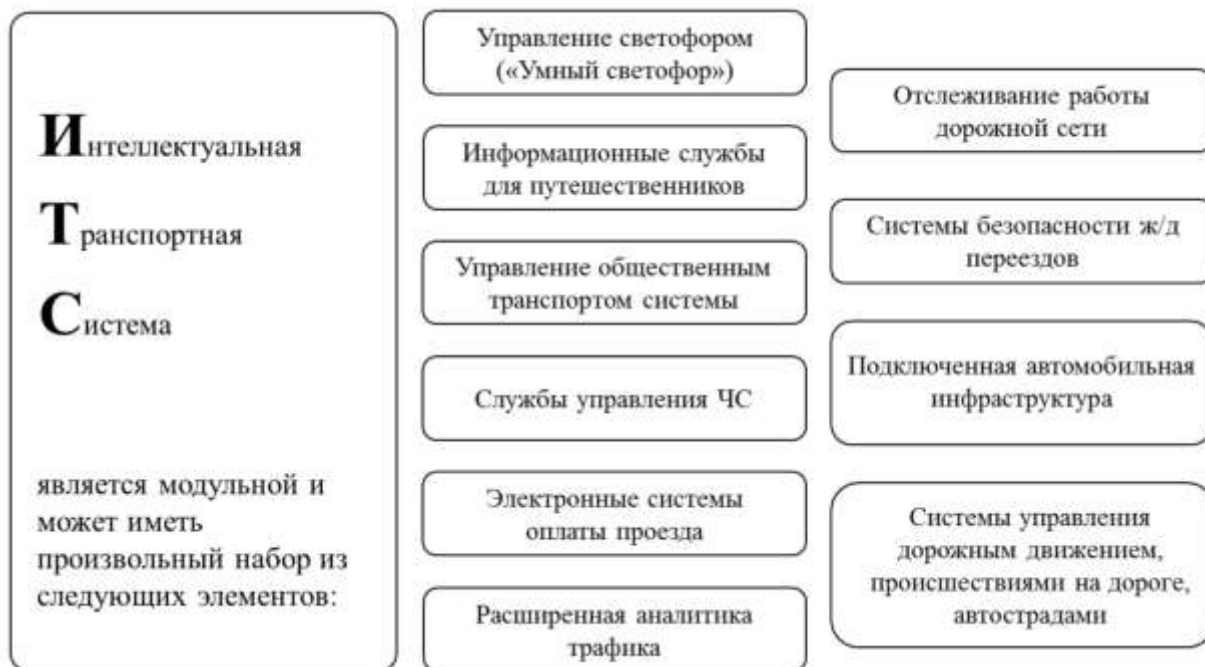 Интеллектуальная
Транспортная
Система
является модульной и
может иметь
произвольный набор из
следующих элементов:
Управление светофором
(«Умный светофор»)
Информационные службы
для путешественников
Управление общественным
транспортом системы
Службы управления ЧС
Электронные системы
оплаты проезда
Расширенная аналитика
трафика
Отслеживание работы
дорожной сети
Системы безопасности ж/д
переездов
Подключенная автомобильная
инфраструктура
Системы управления
дорожным движением,
происшествиями на дороге,
автострадами